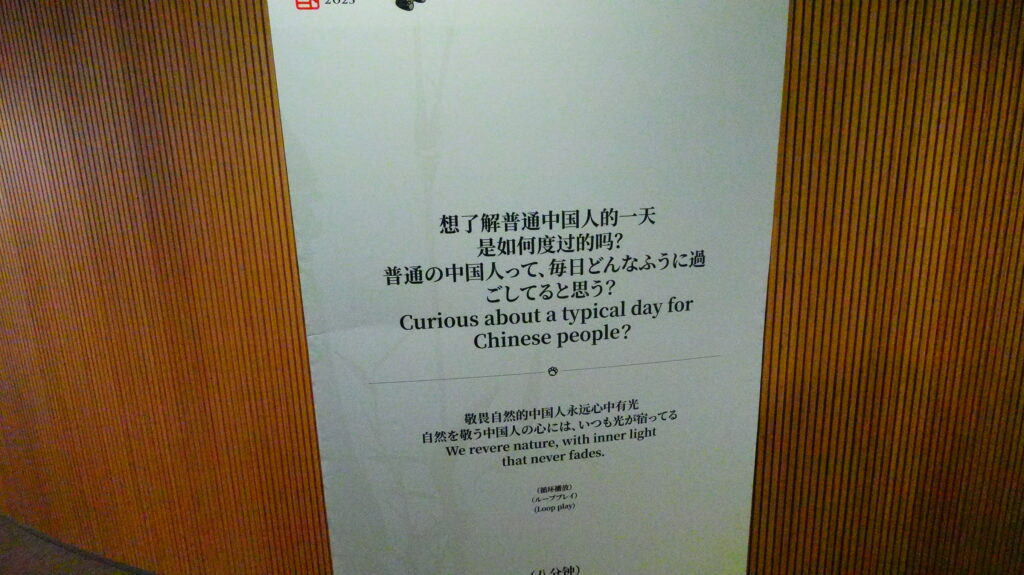 2025
想了解普通中国人的一天
是如何度过的吗?
普通の中国人って、毎日どんなふうに過
ごしてると思う?
Curious about a typical day for
Chinese people?
敬畏自然的中国人永远心中有光
自然を敬う中国人の心には、いつも光が宿ってる
We revere nature, with inner light
that never fades.
(循环播放)
(ループプレイ)
(Loop play)
(八分钟)